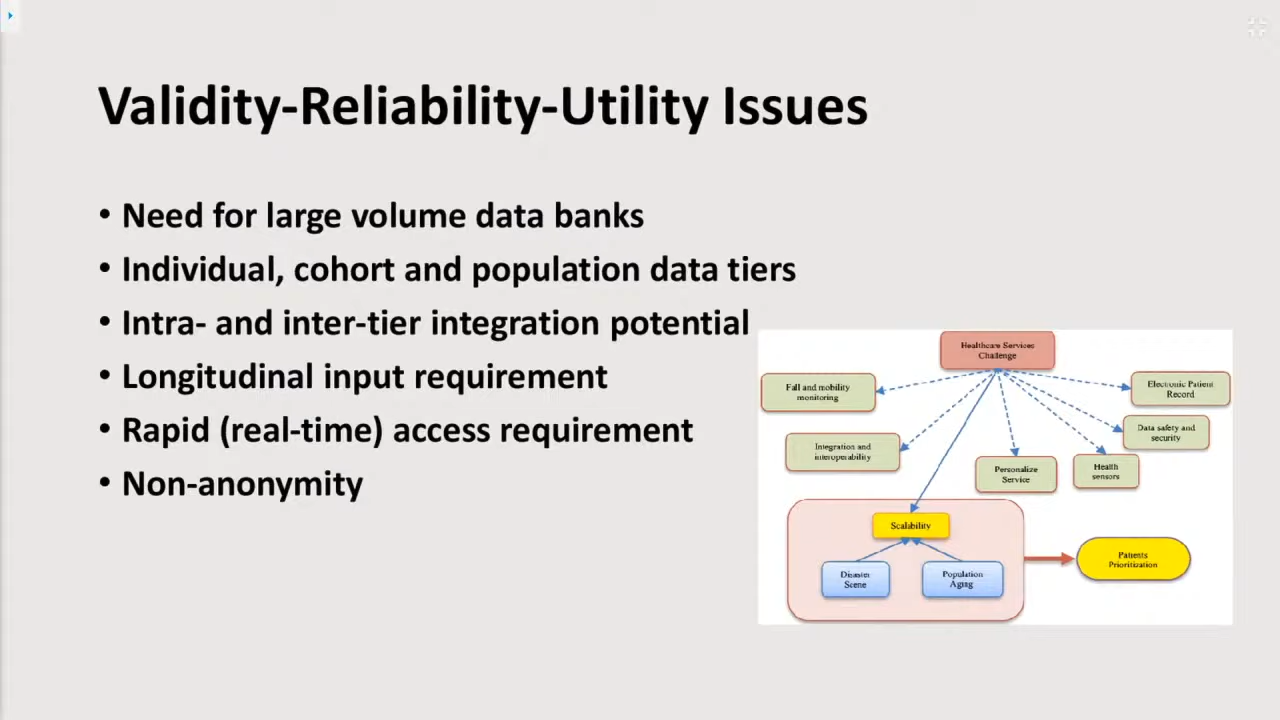 Validity-Reliability-Utility Issues
• Need for large volume data banks
• Individual, cohort and population data tiers
• Intra- and inter-tier integration potential
• Longitudinal input requirement
• Rapid (real-time) access requirement
• Non-anonymity
Healthcare Services
Challenge
Fall and mobility
monitoring
Electronic Patient
Record
Integration and
interoperability
Data safety and
security
Personalize
Service
Health
sensors
Scalability
Disaster
Scene
Population
Aging
Patients
Prioritization